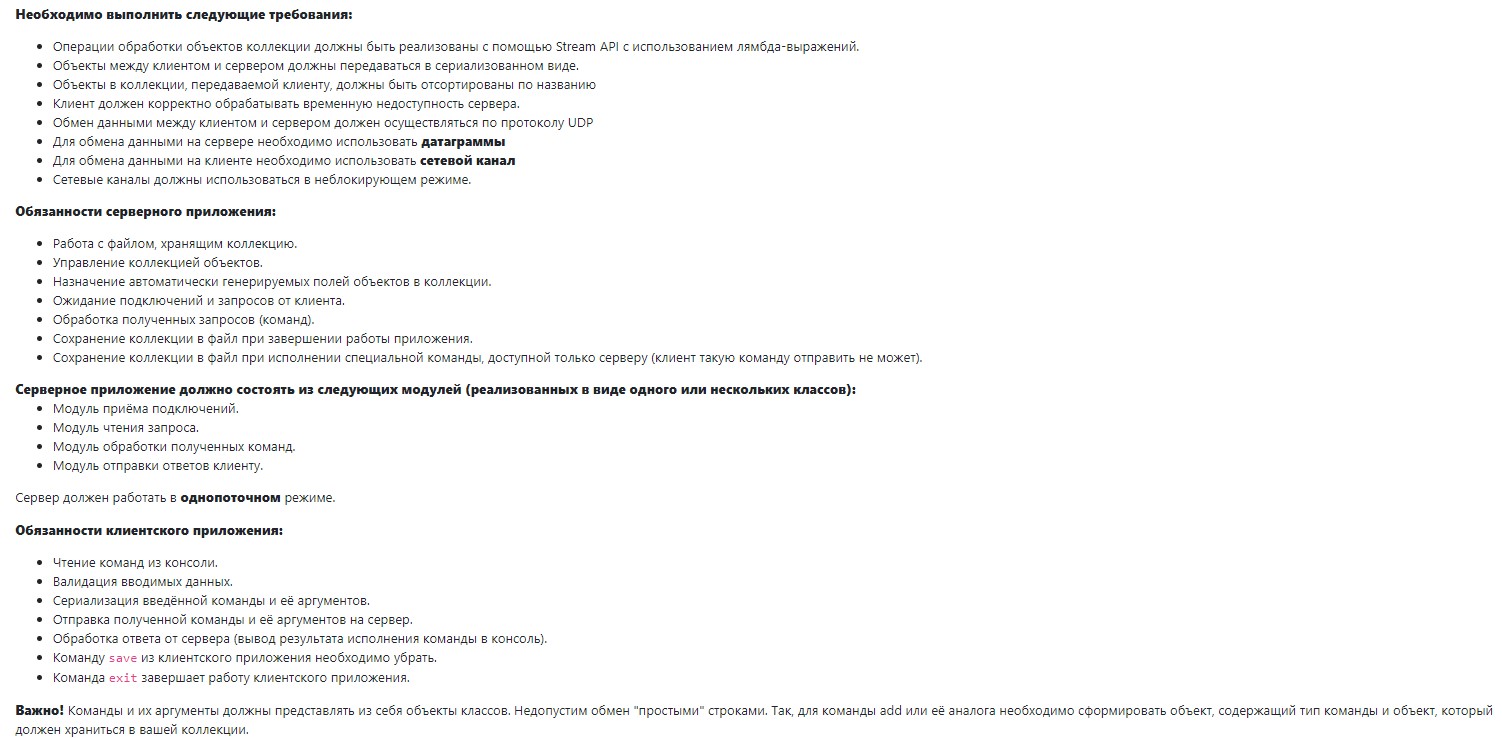 Необходимо выполнить следующие требования:
Операции обработки объектов коллекции должны быть реализованы с помощью Stream API с использованием лямбда-выражений.
Объекты между клиентом и сервером должны передаваться в сериализованном виде.
Объекты в коллекции, передаваемой клиенту, должны быть отсортированы по названию
Клиент должен корректно обрабатывать временную недоступность сервера.
Обмен данными между клиентом и сервером должен осуществляться по протоколу UDP
Для обмена данными на сервере необходимо использовать датаграммы
Для обмена данными на клиенте необходимо использовать сетевой канал
Сетевые каналы должны использоваться в неблокирующем режиме.
Обязанности серверного приложения:
Работа с файлом, хранящим коллекцию.
Управление коллекцией объектов.
Назначение автоматически генерируемых полей объектов в коллекции.
Ожидание подключений и запросов от клиента.
Обработка полученных запросов (команд).
Сохранение коллекции в файл при завершении работы приложения.
Сохранение коллекции в файл при исполнении специальной команды, доступной только серверу (клиент такую команду отправить не может).
Серверное приложение должно состоять из следующих модулей (реализованных в виде одного или нескольких классов):
Модуль приёма подключений.
Модуль чтения запроса.
Модуль обработки полученных команд.
Модуль отправки ответов клиенту.
Сервер должен работать в однопоточном режиме.
Обязанности клиентского приложения:
Чтение команд из консоли.
Валидация вводимых данных.
Сериализация введённой команды и её аргументов.
Отправка полученной команды и её аргументов на сервер.
Обработка ответа от сервера (вывод результата исполнения команды в консоль).
Команду save из клиентского приложения необходимо убрать.
Команда exit завершает работу клиентского приложения.
Важно! Команды и их аргументы должны представлять из себя объекты классов. Недопустим обмен "простыми" строками. Так, для команды add или её аналога необходимо сформировать объект, содержащий тип команды и объект, который
должен храниться в вашей коллекции.